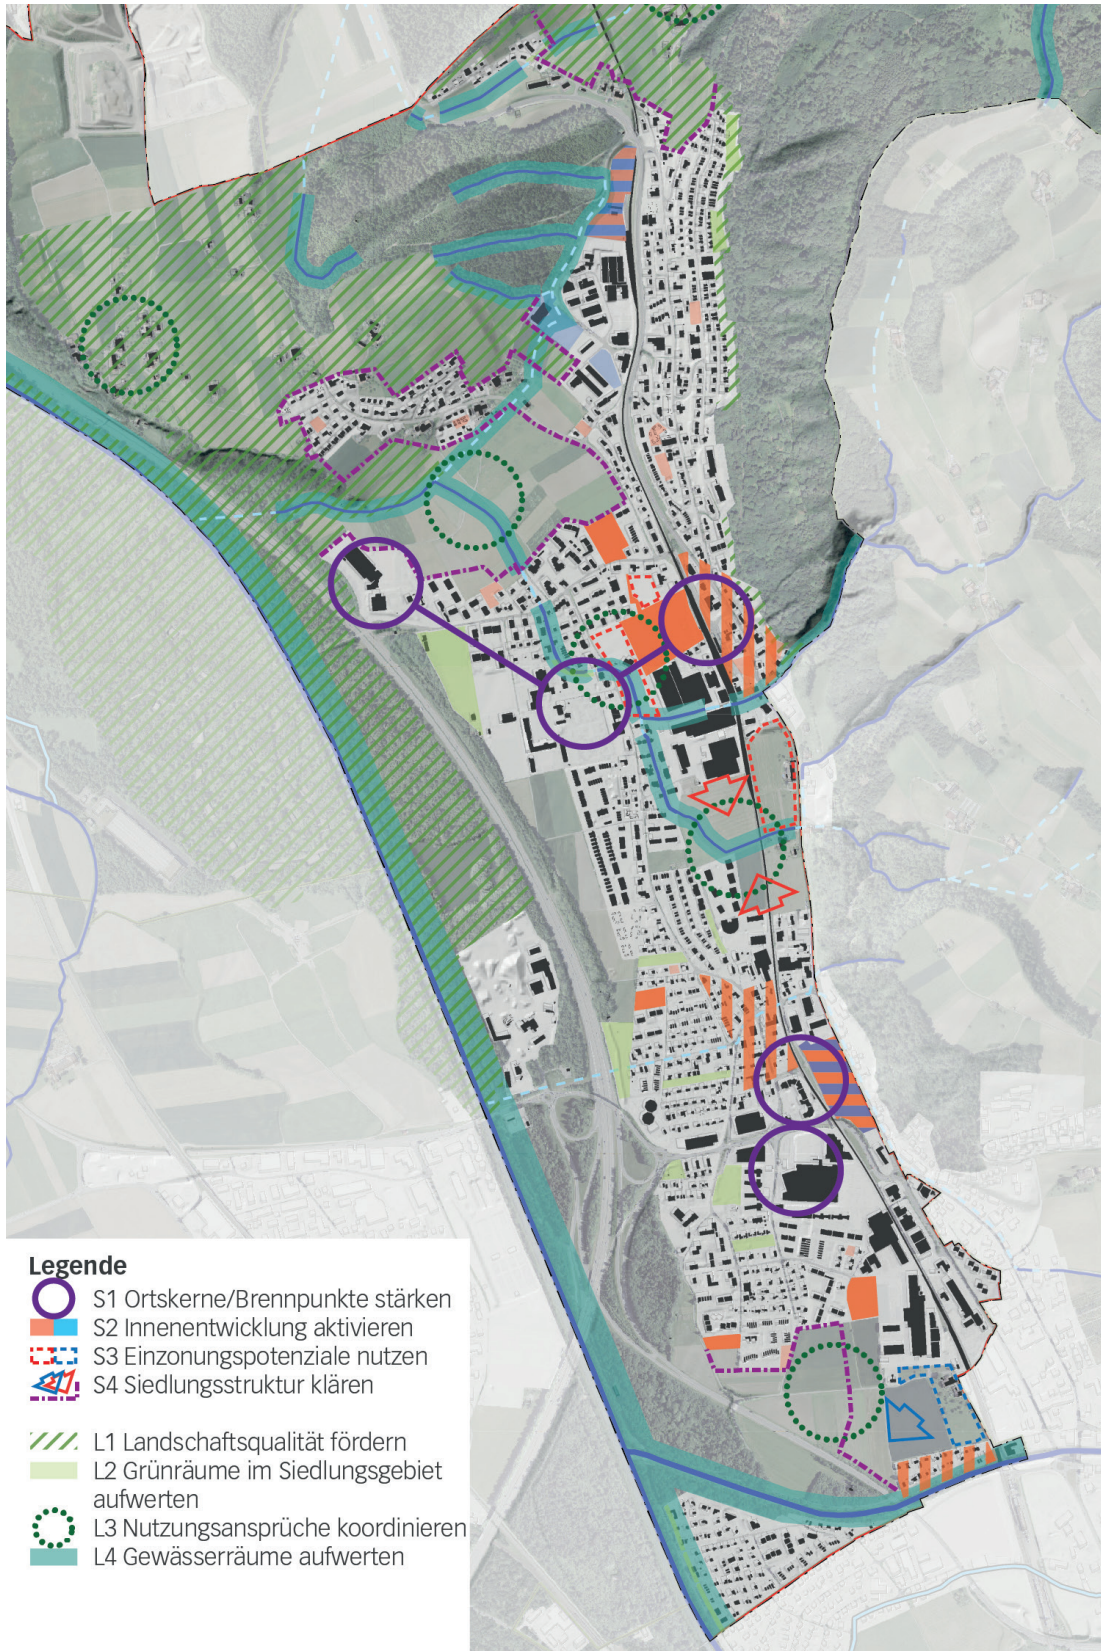 Legende
S1 Ortskerne/Brennpunkte stärken
S2 Innenentwicklung aktivieren
S3 Einzonungspotenziale nutzen
S4 Siedlungsstruktur klären
L1 Landschaftsqualität fördern
L2 Grünräume im Siedlungsgebiet
aufwerten
L3 Nutzungsansprüche koordinieren
L4 Gewässerräume aufwerten